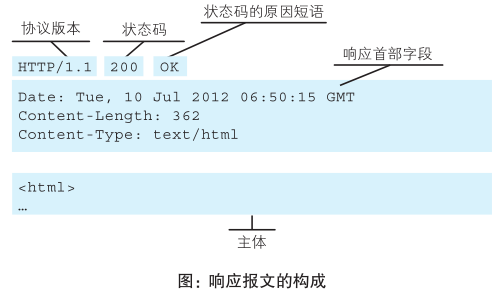 协议版本 状态码 状态码的原因短语
HTTP/1.1 200 OK
响应首部字段
Date: Tue, 10 Jul 2012 06:50:15 GMT
Content-Length: 362
Content-Type: text/html
<html>
…
主体
图：响应报文的构成